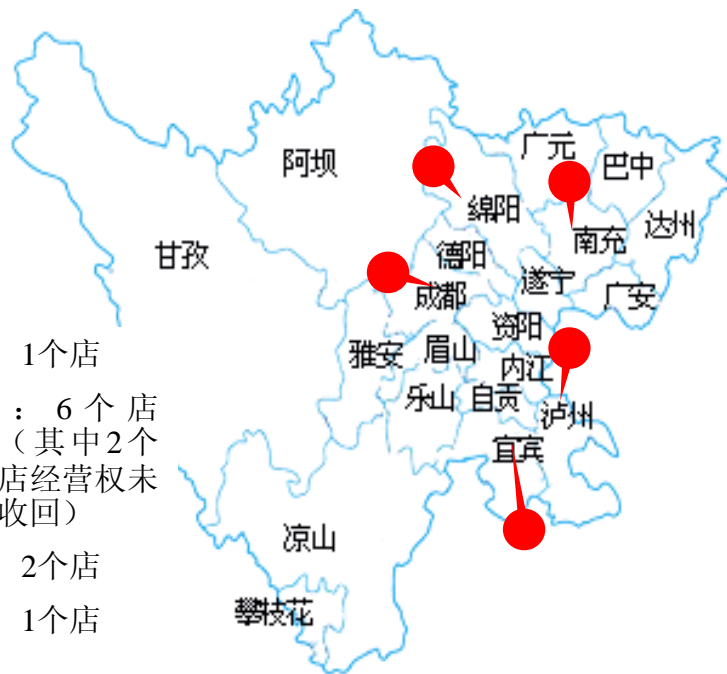 广元
巴中
阿坝
綿阳
达州
南充
甘孜
德阳
遂宁
成都
广安
资阳
1个店
雅安
眉山
内江
：6个店
乐山
自贡
泸州
（其中2个
宜宾
店经营权未
收回）
凉山
2个店
攀枝花
1个店